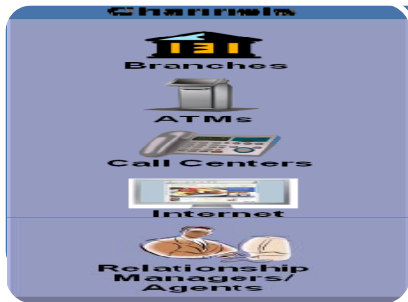 Channels
Branches
ATMs
Call Centers
Internet
Relationship
Managers/
Agents